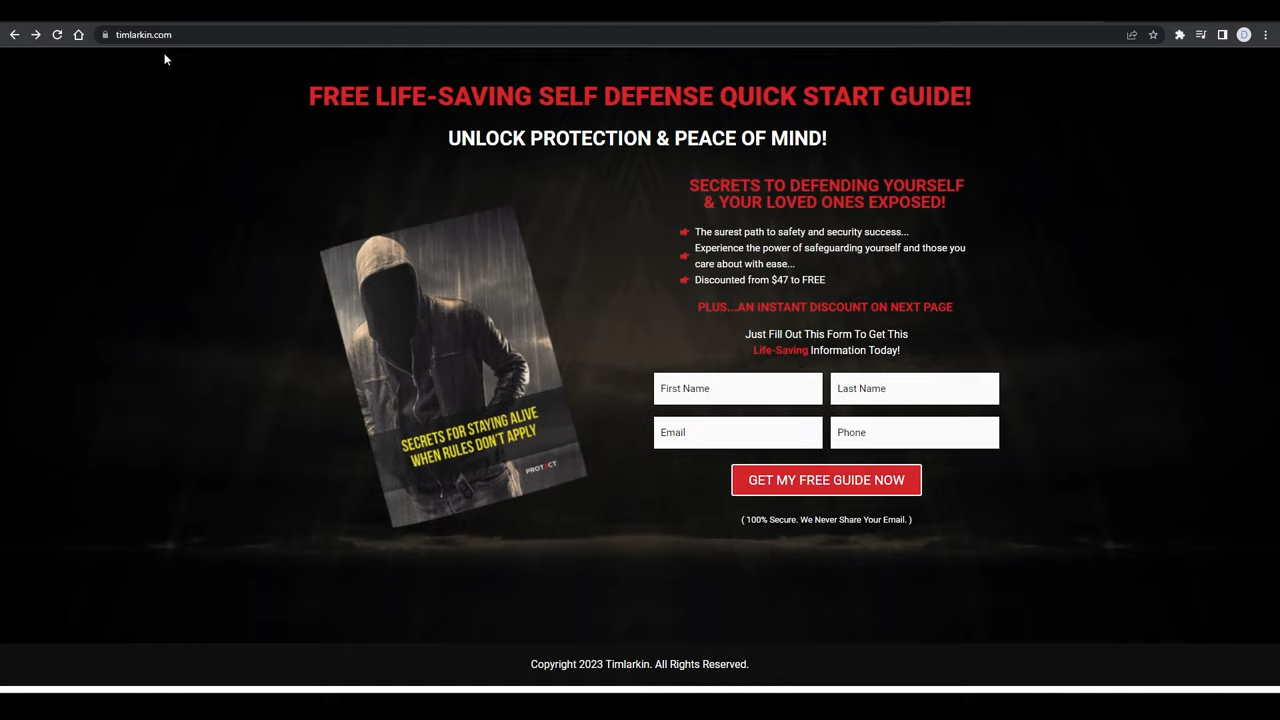 timlarkin.com
D
FREE LIFE-SAVING SELF DEFENSE QUICK START GUIDE!
UNLOCK PROTECTION & PEACE OF MIND!
SECRETS TO DEFENDING YOURSELF
& YOUR LOVED ONES EXPOSED!
The surest path to safety and security success...
Experience the power of safeguarding yourself and those you
care about with ease...
Discounted from $47 to FREE
PLUS...AN INSTANT DISCOUNT ON NEXT PAGE
Just Fill Out This Form To Get This
Life-Saving Information Today!
First Name
Last Name
Email
Phone
GET MY FREE GUIDE NOW
( 100% Secure. We Never Share Your Email. )
SECRETS FOR STAYING ALIVE
WHEN RULES DON'T APPLY
PROTECT
Copyright 2023 Timlarkin. All Rights Reserved.